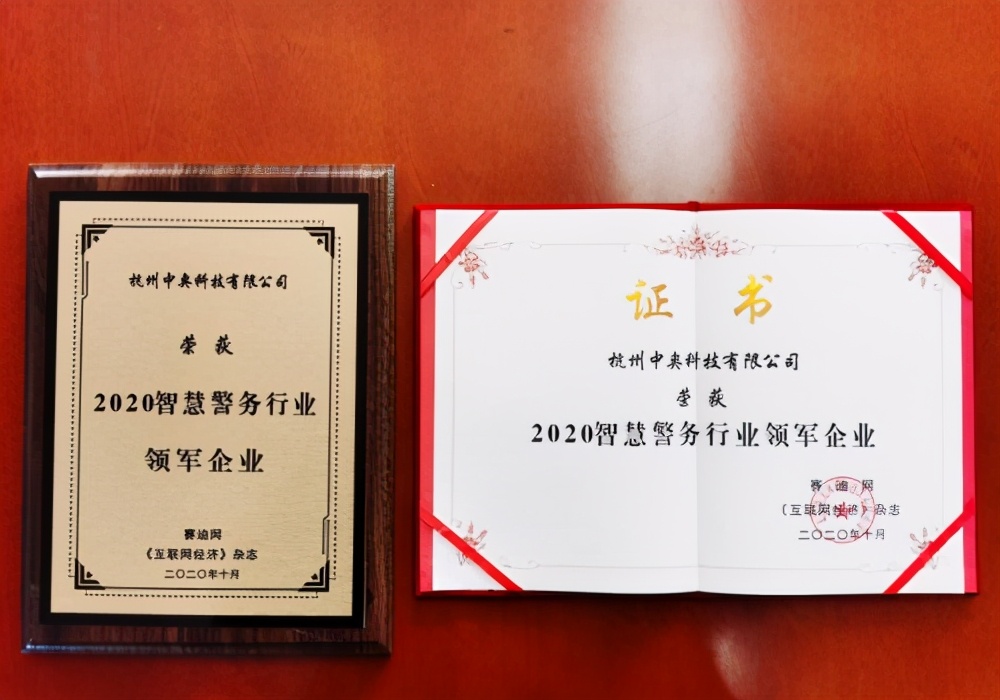 杭州中奥科技有限公司
荣获
2020智慧警务行业
领军企业
赛迪网
《互联网经济》杂志
二〇二〇年十月
证书
杭州中奥科技有限公司
荣获
2020智慧警务行业领军企业
赛迪网
《互联网经济》杂志
二〇二〇年十月